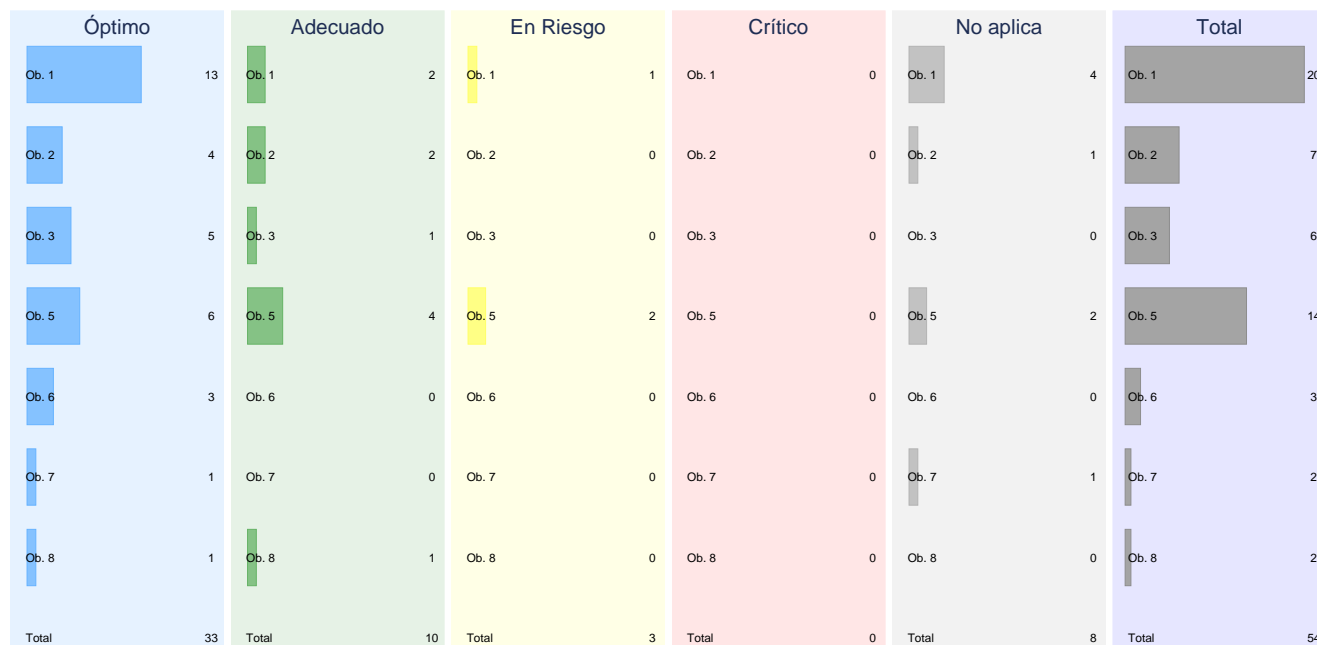 Óptimo Adecuado En Riesgo Crítico No aplica Total
Ob. 1 13 Ob. 1 2 Ob. 1 1 Ob. 1 0 Ob. 1 4 Ob. 1 20
Ob. 2 4 Ob. 2 2 Ob. 2 0 Ob. 2 0 Ob. 2 1 Ob. 2 7
Ob. 3 5 Ob. 3 1 Ob. 3 0 Ob. 3 0 Ob. 3 0 Ob. 3 6
Ob. 5 6 Ob. 5 4 Ob. 5 2 Ob. 5 0 Ob. 5 2 Ob. 5 14
Ob. 6 3 Ob. 6 0 Ob. 6 0 Ob. 6 0 Ob. 6 0 Ob. 6 3
Ob. 7 1 Ob. 7 0 Ob. 7 0 Ob. 7 0 Ob. 7 1 Ob. 7 2
Ob. 8 1 Ob. 8 1 Ob. 8 0 Ob. 8 0 Ob. 8 0 Ob. 8 2
Total 33 Total 10 Total 3 Total 0 Total 8 Total 54